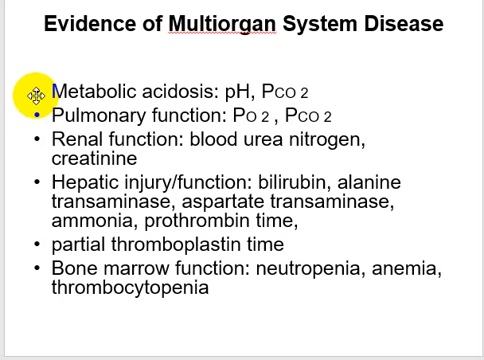 Evidence of Multiorgan System Disease
Metabolic acidosis: pH, PCO 2
• Pulmonary function: PO 2 , PCO 2
• Renal function: blood urea nitrogen,
creatinine
• Hepatic injury/function: bilirubin, alanine
transaminase, aspartate transaminase,
ammonia, prothrombin time,
• partial thromboplastin time
• Bone marrow function: neutropenia, anemia,
thrombocytopenia